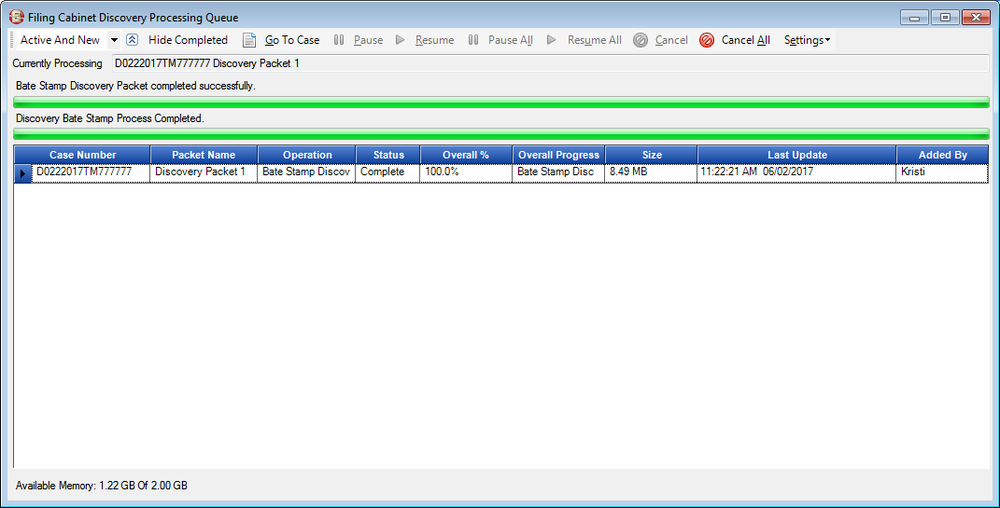 Filing Cabinet Discovery Processing Queue
Active And New Hide Completed Go To Case Pause Resume Pause All Resume All Cancel Cancel All Settings
Currently Processing D0222017TM777777 Discovery Packet 1
Bate Stamp Discovery Packet completed successfully.
Discovery Bate Stamp Process Completed.
Case Number Packet Name Operation Status Overall % Overall Progress Size Last Update Added By
D0222017TM777777 Discovery Packet 1 Bate Stamp Discov Complete 100.0% Bate Stamp Disc 8.49 MB 11:22:21 AM 06/02/2017 Kristi
Available Memory: 1.22 GB Of 2.00 GB